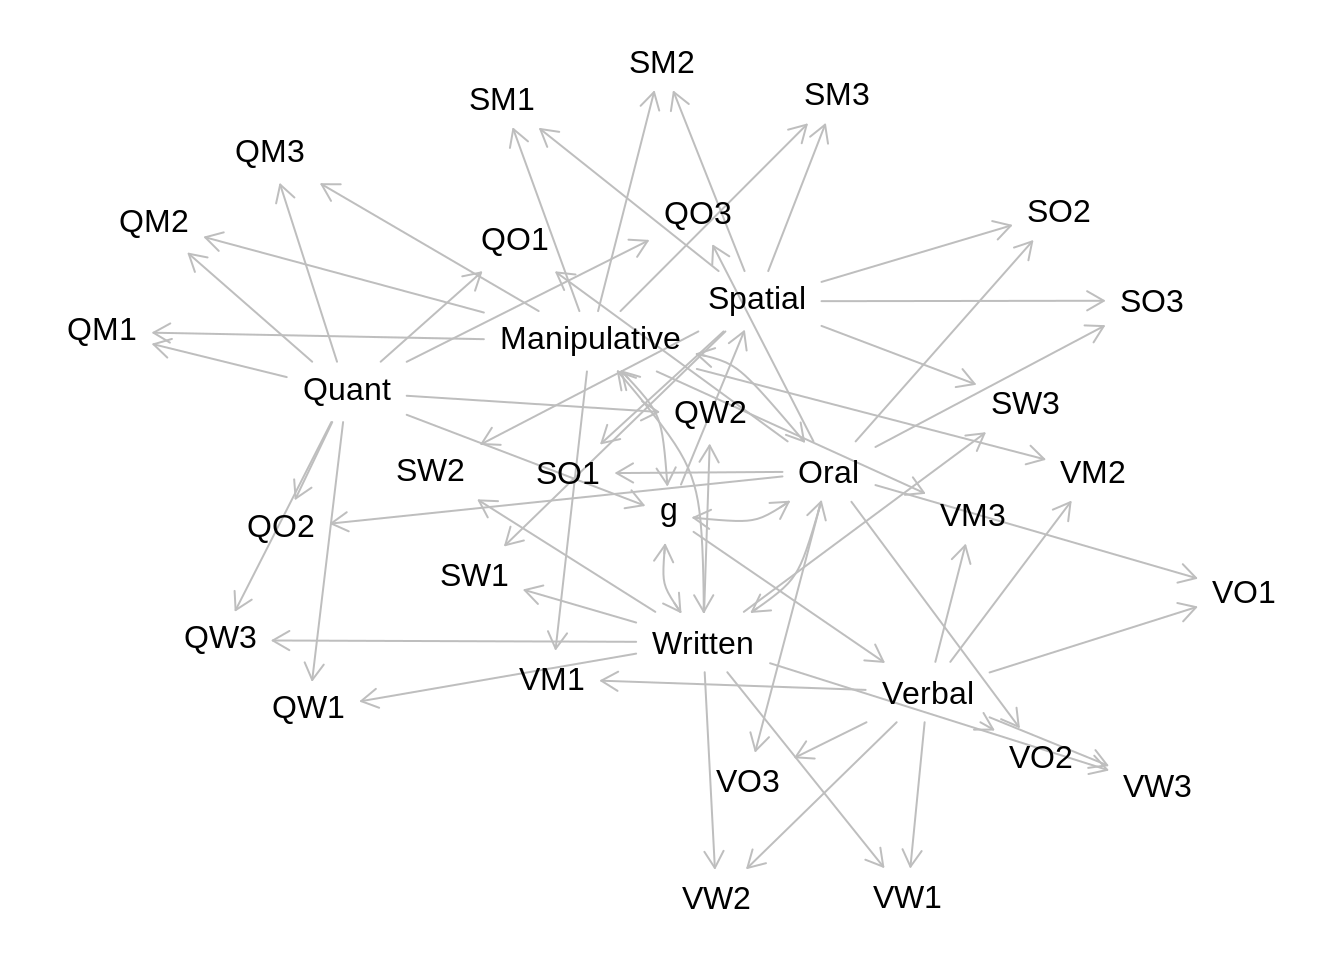 SM2
SM1
SM3
QM3
QM2
QO3
SO2
QO1
Spatial
SO3
QM1
Manipulative
Quant
QW2
SW3
SW2
SO1
Oral
VM2
g
VM3
QO2
SW1
VO1
QW3
Written
VM1
Verbal
QW1
VO2
VO3
VW3
VW2
VW1